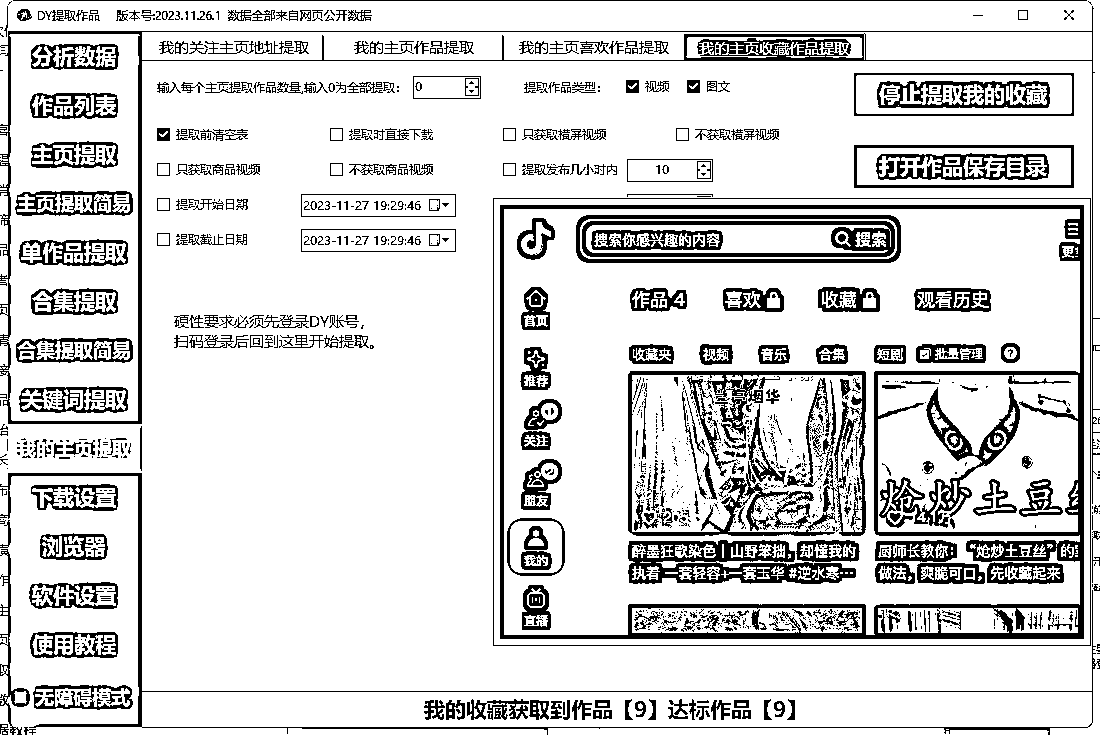 DY提取作品 版本号:2023.11.26.1 数据全部来自网页公开数据
分析数据
作品列表
主页提取
主页提取简易
单作品提取
合集提取
合集提取简易
关键词提取
我的主页提取
下载设置
浏览器
软件设置
使用教程
无障碍模式
我的关注主页地址提取 我的主页作品提取 我的主页喜欢作品提取 我的主页收藏作品提取
输入每个主页提取作品数量,输入0为全部提取: 0 提取作品类型: 视频 图文
停止提取我的收藏
提取前清空表 提取时直接下载 只获取横屏视频 不获取横屏视频
只获取商品视频 不获取商品视频 提取发布几小时内 10
打开作品保存目录
提取开始日期 2023-11-27 19:29:46
提取截止日期 2023-11-27 19:29:46
硬性要求必须先登录DY账号,
扫码登录后回到这里开始提取。
搜索你感兴趣的内容 搜索
首页
推荐
关注
朋友
我的
直播
作品 4 喜欢 收藏 观看历史
收藏夹 视频 音乐 合集 短剧 批量管理
炝炒土豆丝
醉墨狂歌染色|山野笨拙，却懂我的
执着 一套轻容+一套玉华 #逆水寒…
厨师长教你：“炝炒土豆丝”的
做法，爽脆可口，先收藏起来
我的收藏获取到作品【9】达标作品【9】